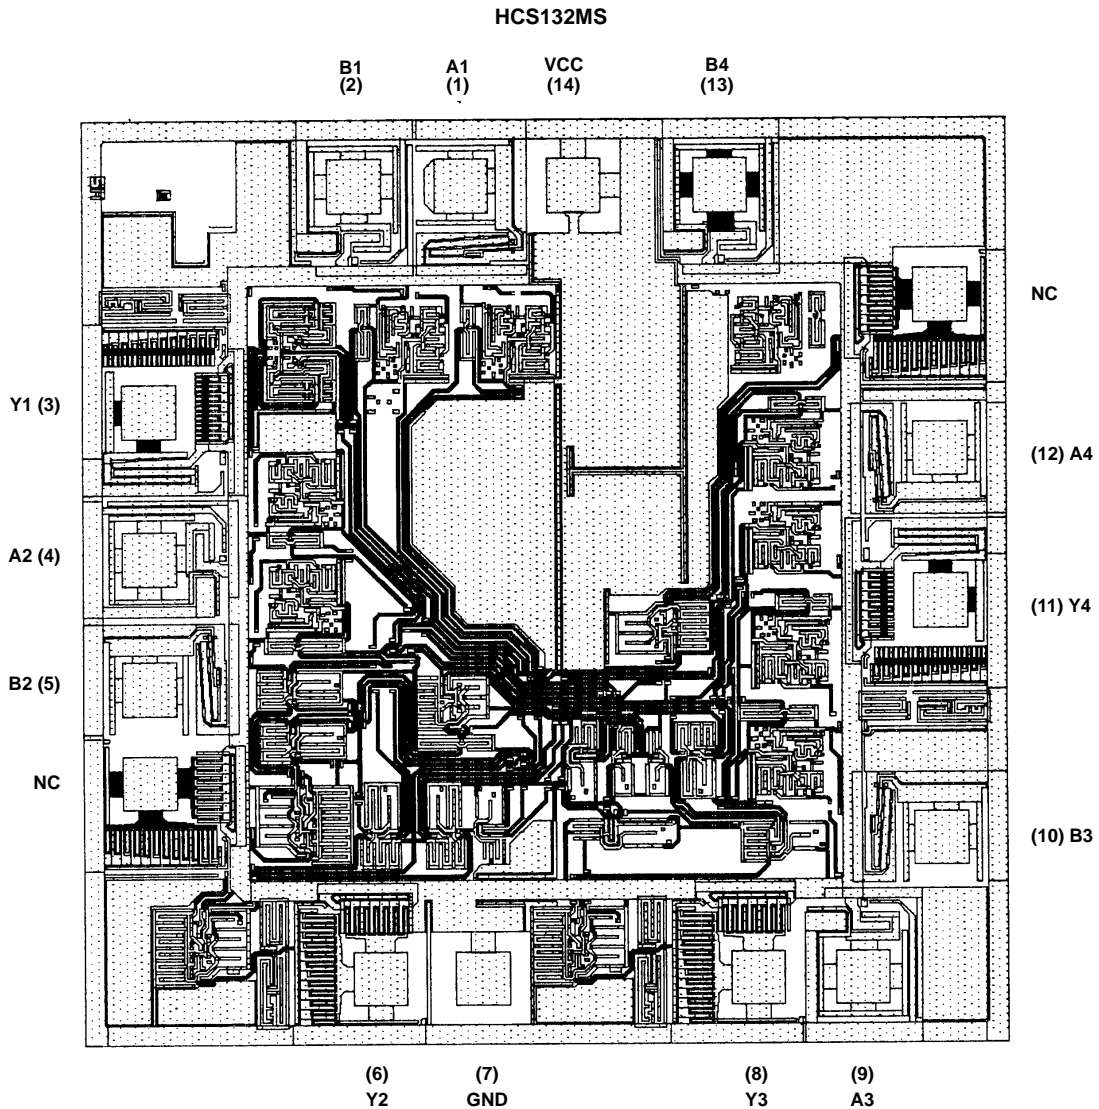 HCS132MS
B1 A1 VCC B4
(2) (1) (14) (13)
NC
Y1 (3)
(12) A4
A2 (4)
(11) Y4
B2 (5)
NC
(10) B3
(6) (7) (8) (9)
Y2 GND Y3 A3